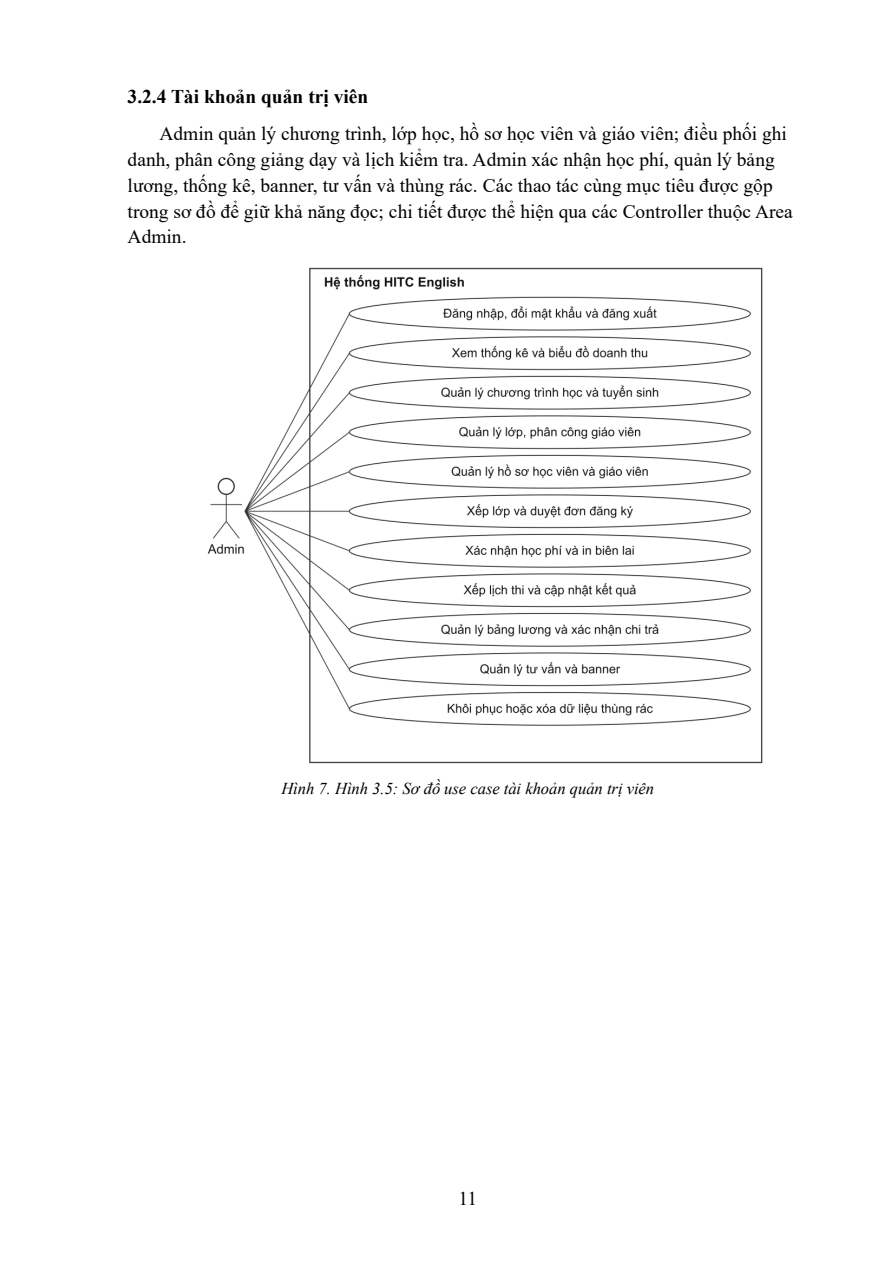 3.2.4 Tài khoản quản trị viên
Admin quản lý chương trình, lớp học, hồ sơ học viên và giáo viên; điều phối ghi
danh, phân công giảng dạy và lịch kiểm tra. Admin xác nhận học phí, quản lý bảng
lương, thống kê, banner, tư vấn và thùng rác. Các thao tác cùng mục tiêu được gộp
trong sơ đồ để giữ khả năng đọc; chi tiết được thể hiện qua các Controller thuộc Area
Admin.
Hệ thống HITC English
Đăng nhập, đổi mật khẩu và đăng xuất
Xem thống kê và biểu đồ doanh thu
Quản lý chương trình học và tuyển sinh
Quản lý lớp, phân công giáo viên
Quản lý hồ sơ học viên và giáo viên
Xếp lớp và duyệt đơn đăng ký
Admin
Xác nhận học phí và in biên lai
Xếp lịch thi và cập nhật kết quả
Quản lý bảng lương và xác nhận chi trả
Quản lý tư vấn và banner
Khôi phục hoặc xóa dữ liệu thùng rác
Hình 7. Hình 3.5: Sơ đồ use case tài khoản quản trị viên
11